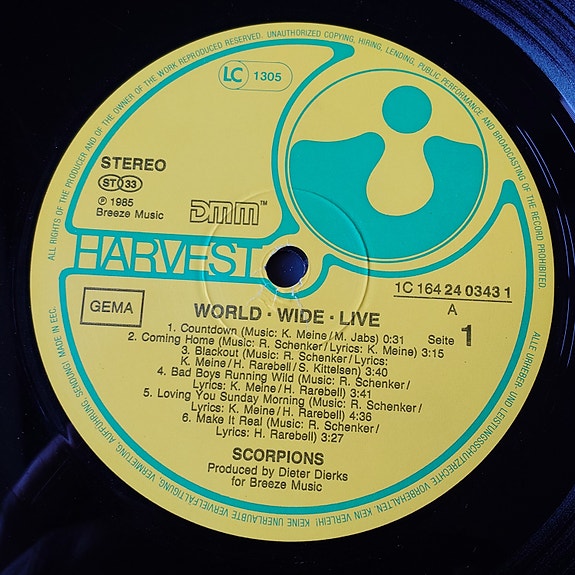 ALL RIGHTS OF THE PRODUCER AND OF THE OWNER OF THE WORK REPRODUCED RESERVED. UNAUTHORIZED COPYING, HIRING, LENDING, PUBLIC PERFORMANCE AND BROADCASTING OF THE RECORD PROHIBITED.
LC 1305
STEREO
ST 33
℗ 1985
Breeze Music
DMM™
HARVEST
GEMA
1C 164 24 0343 1
A
Seite 1
WORLD · WIDE · LIVE
1. Countdown (Music: K. Meine/M. Jabs) 0:31
2. Coming Home (Music: R. Schenker/Lyrics: K. Meine) 3:15
3. Blackout (Music: R. Schenker/Lyrics:
K. Meine/H. Rarebell/S. Kittelsen) 3:40
4. Bad Boys Running Wild (Music: R. Schenker/
Lyrics: K. Meine/H. Rarebell) 3:41
5. Loving You Sunday Morning (Music: R. Schenker/
Lyrics: K. Meine/H. Rarebell) 4:36
6. Make It Real (Music: R. Schenker/
Lyrics: H. Rarebell) 3:27
SCORPIONS
Produced by Dieter Dierks
for Breeze Music
ALLE URHEBER- UND LEISTUNGSSCHUTZRECHTE VORBEHALTEN. KEIN VERLEIH! KEINE UNERLAUBTE VERVIELFÄLTIGUNG, VERMIETUNG, AUFFÜHRUNG, SENDUNG! MADE IN EEC.